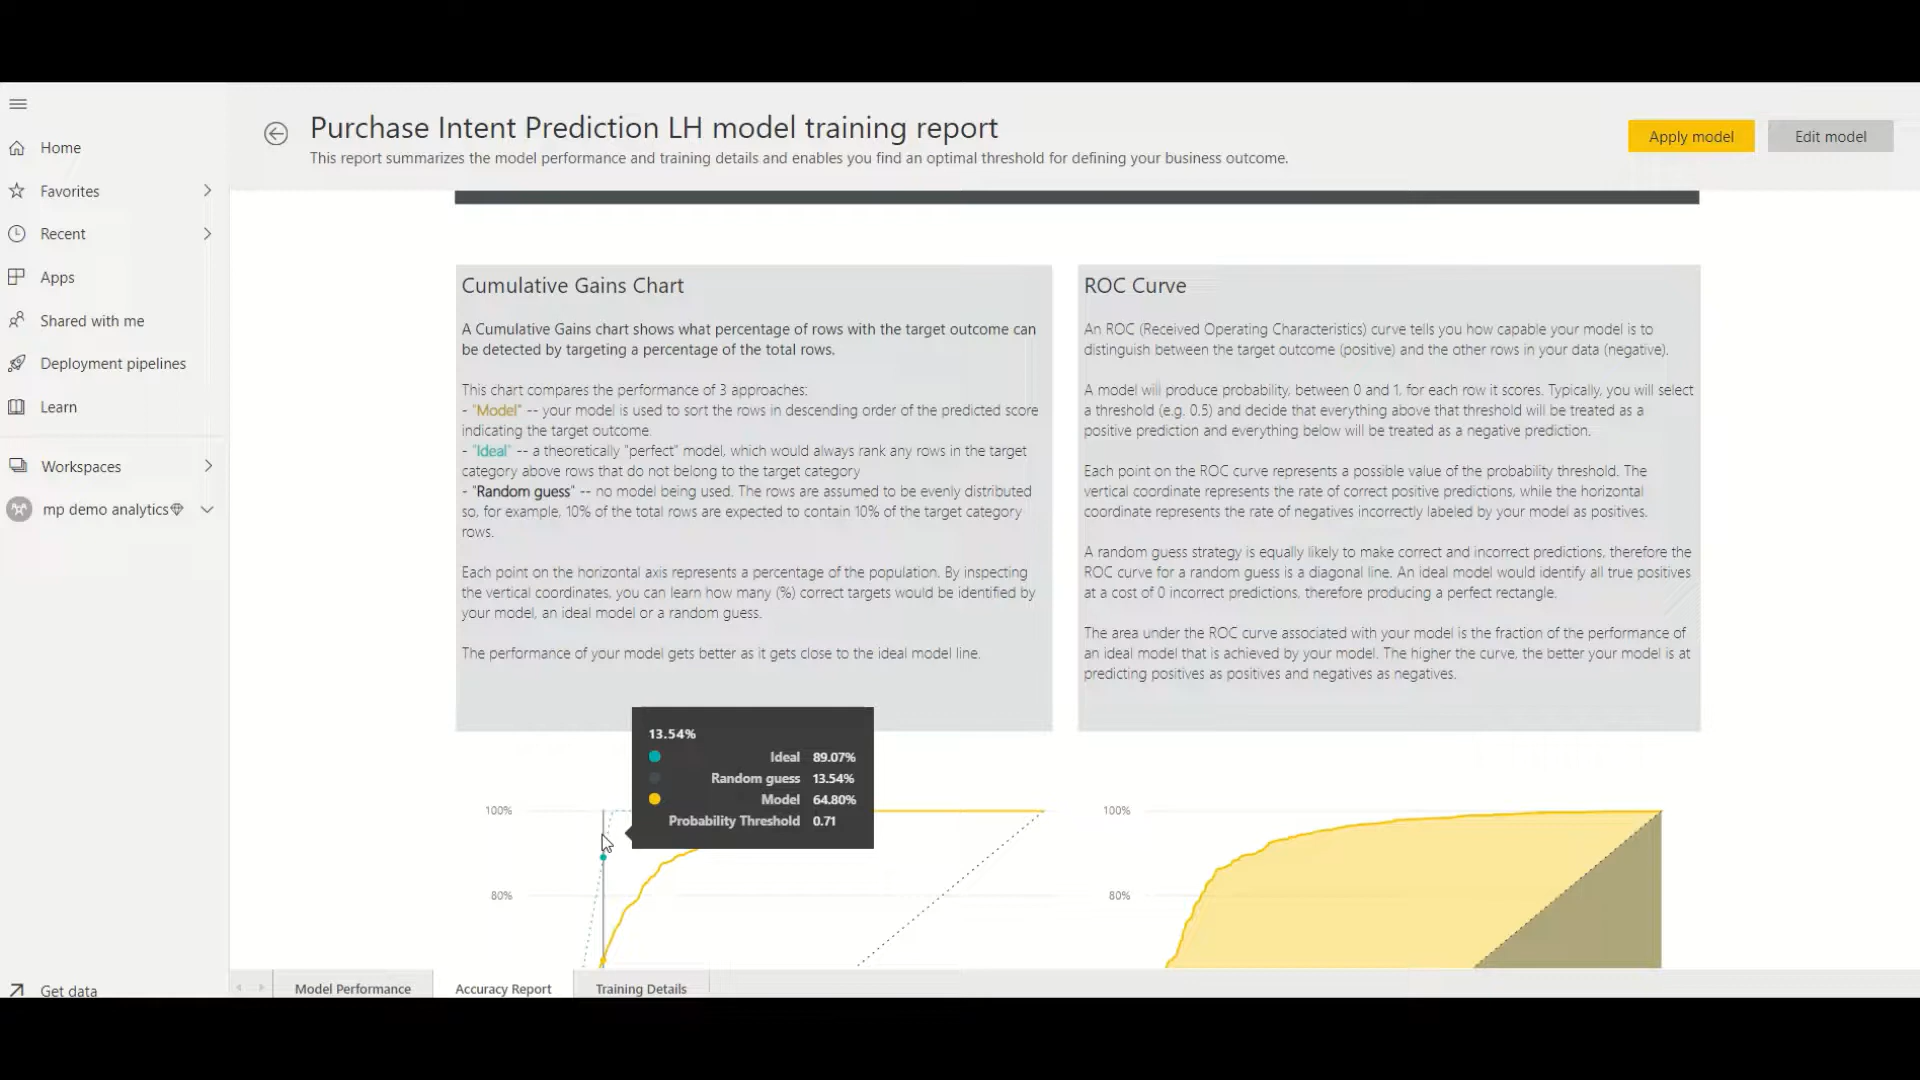 Purchase Intent Prediction LH model training report
This report summarizes the model performance and training details and enables you find an optimal threshold for defining your business outcome.
Apply model
Edit model
Home
Favorites
Recent
Apps
Shared with me
Deployment pipelines
Learn
Workspaces
mp demo analytics
Get data
Cumulative Gains Chart
A Cumulative Gains chart shows what percentage of rows with the target outcome can
be detected by targeting a percentage of the total rows.
This chart compares the performance of 3 approaches:
- "Model" -- your model is used to sort the rows in descending order of the predicted score
indicating the target outcome.
- "Ideal" -- a theoretically "perfect" model, which would always rank any rows in the target
category above rows that do not belong to the target category
- "Random guess" -- no model being used. The rows are assumed to be evenly distributed
so, for example, 10% of the total rows are expected to contain 10% of the target category
rows.
Each point on the horizontal axis represents a percentage of the population. By inspecting
the vertical coordinates, you can learn how many (%) correct targets would be identified by
your model, an ideal model or a random guess.
The performance of your model gets better as it gets close to the ideal model line.
ROC Curve
An ROC (Received Operating Characteristics) curve tells you how capable your model is to
distinguish between the target outcome (positive) and the other rows in your data (negative).
A model will produce probability, between 0 and 1, for each row it scores. Typically, you will select
a threshold (e.g. 0.5) and decide that everything above that threshold will be treated as a
positive prediction and everything below will be treated as a negative prediction.
Each point on the ROC curve represents a possible value of the probability threshold. The
vertical coordinate represents the rate of correct positive predictions, while the horizontal
coordinate represents the rate of negatives incorrectly labeled by your model as positives.
A random guess strategy is equally likely to make correct and incorrect predictions, therefore the
ROC curve for a random guess is a diagonal line. An ideal model would identify all true positives
at a cost of 0 incorrect predictions, therefore producing a perfect rectangle.
The area under the ROC curve associated with your model is the fraction of the performance of
an ideal model that is achieved by your model. The higher the curve, the better your model is at
predicting positives as positives and negatives as negatives.
13.54%
Ideal 89.07%
Random guess 13.54%
Model 64.80%
Probability Threshold 0.71
100%
80%
100%
80%
Model Performance
Accuracy Report
Training Details